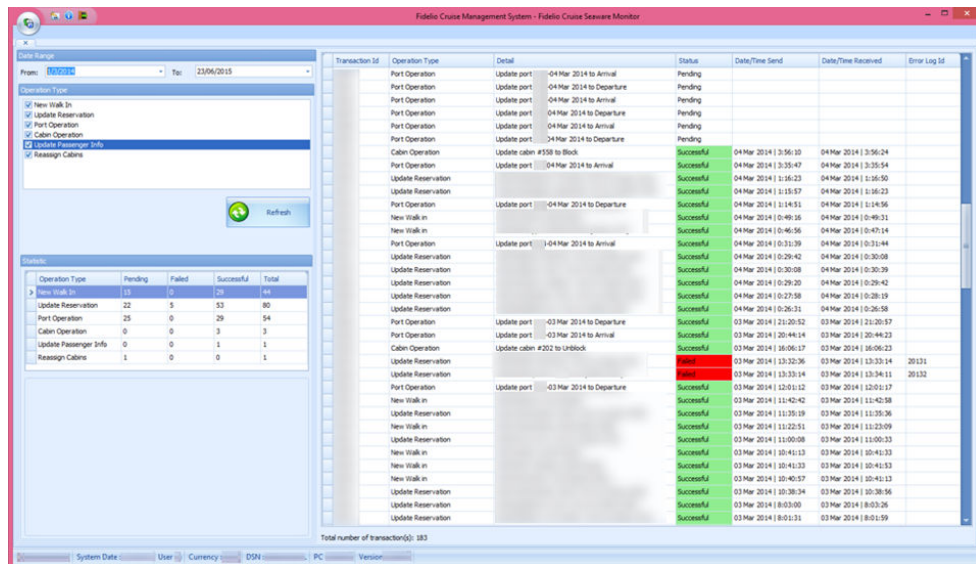 Fidelio Cruise Management System - Fidelio Cruise Seaware Monitor
Date Range
From: 1/3/2014 To: 23/06/2015
Operation Type
New Walk In
Update Reservation
Port Operation
Cabin Operation
Update Passenger Info
Reassign Cabins
Refresh
Statistic
Operation Type Pending Failed Successful Total
New Walk In 15 0 29 44
Update Reservation 22 5 53 80
Port Operation 25 0 29 54
Cabin Operation 0 0 3 3
Update Passenger Info 0 0 1 1
Reassign Cabins 1 0 0 1
Transaction Id Operation Type Detail Status Date/Time Send Date/Time Received Error Log Id
Port Operation Update port -04 Mar 2014 to Arrival Pending
Port Operation Update port -04 Mar 2014 to Departure Pending
Port Operation Update port -04 Mar 2014 to Arrival Pending
Port Operation Update port 04 Mar 2014 to Departure Pending
Port Operation Update port 04 Mar 2014 to Arrival Pending
Port Operation Update port 04 Mar 2014 to Departure Pending
Cabin Operation Update cabin #558 to Block Successful 04 Mar 2014 | 3:56:10 04 Mar 2014 | 3:56:24
Port Operation Update port 04 Mar 2014 to Arrival Successful 04 Mar 2014 | 3:35:47 04 Mar 2014 | 3:35:54
Update Reservation Successful 04 Mar 2014 | 1:16:23 04 Mar 2014 | 1:16:50
Update Reservation Successful 04 Mar 2014 | 1:15:57 04 Mar 2014 | 1:16:23
Port Operation Update port -04 Mar 2014 to Departure Successful 04 Mar 2014 | 1:14:51 04 Mar 2014 | 1:14:56
New Walk in Successful 04 Mar 2014 | 0:49:16 04 Mar 2014 | 0:49:31
New Walk in Successful 04 Mar 2014 | 0:46:56 04 Mar 2014 | 0:47:14
Port Operation Update port -04 Mar 2014 to Arrival Successful 04 Mar 2014 | 0:31:39 04 Mar 2014 | 0:31:44
Update Reservation Successful 04 Mar 2014 | 0:29:42 04 Mar 2014 | 0:30:08
Update Reservation Successful 04 Mar 2014 | 0:30:08 04 Mar 2014 | 0:30:39
Update Reservation Successful 04 Mar 2014 | 0:29:20 04 Mar 2014 | 0:29:42
Update Reservation Successful 04 Mar 2014 | 0:27:58 04 Mar 2014 | 0:28:19
Update Reservation Successful 04 Mar 2014 | 0:26:31 04 Mar 2014 | 0:26:58
Port Operation Update port -03 Mar 2014 to Departure Successful 03 Mar 2014 | 21:20:52 03 Mar 2014 | 21:20:57
Port Operation Update port -03 Mar 2014 to Arrival Successful 03 Mar 2014 | 20:44:14 03 Mar 2014 | 20:44:23
Cabin Operation Update cabin #202 to Unblock Successful 03 Mar 2014 | 16:06:17 03 Mar 2014 | 16:06:23
Update Reservation Failed 03 Mar 2014 | 13:32:36 03 Mar 2014 | 13:33:14 20131
Update Reservation Failed 03 Mar 2014 | 13:33:14 03 Mar 2014 | 13:34:11 20132
Port Operation Update port -03 Mar 2014 to Departure Successful 03 Mar 2014 | 12:01:12 03 Mar 2014 | 12:01:17
New Walk in Successful 03 Mar 2014 | 11:42:42 03 Mar 2014 | 11:42:58
Update Reservation Successful 03 Mar 2014 | 11:35:19 03 Mar 2014 | 11:35:36
New Walk in Successful 03 Mar 2014 | 11:22:51 03 Mar 2014 | 11:23:09
Update Reservation Successful 03 Mar 2014 | 11:00:08 03 Mar 2014 | 11:00:33
New Walk in Successful 03 Mar 2014 | 10:41:13 03 Mar 2014 | 10:41:33
New Walk in Successful 03 Mar 2014 | 10:41:33 03 Mar 2014 | 10:41:53
New Walk in Successful 03 Mar 2014 | 10:40:57 03 Mar 2014 | 10:41:13
Update Reservation Successful 03 Mar 2014 | 10:38:34 03 Mar 2014 | 10:38:56
Update Reservation Successful 03 Mar 2014 | 8:03:00 03 Mar 2014 | 8:03:26
Update Reservation Successful 03 Mar 2014 | 8:01:31 03 Mar 2014 | 8:01:59
Total number of transaction(s): 183
System Date : User Currency : DSN : PC Version